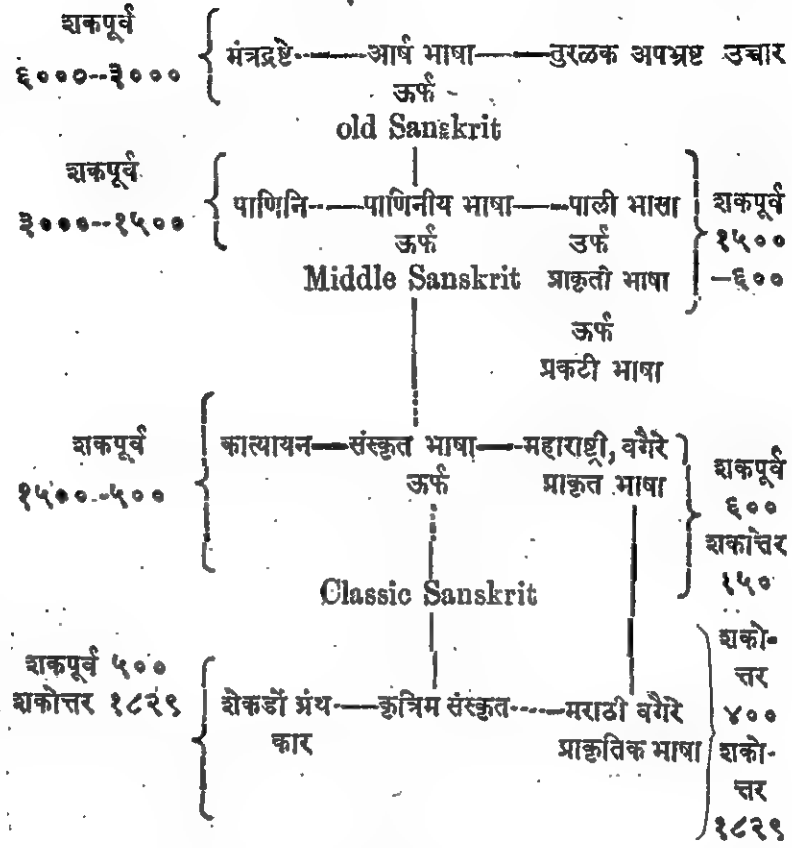 शकपूर्व
६०००--३०००
मंत्रद्रष्टे-----आर्ष भाषा-----तुरळक अपभ्रष्ट उच्चार
ऊर्फ
old Sanskrit
शकपूर्व
३०००--१५००
पाणिनि-----पाणिनीय भाषा-----पाली भासा
शकपूर्व
१५००
—६००
ऊर्फ
उर्फ
Middle Sanskrit
प्राकृती भाषा
ऊर्फ
प्रकटी भाषा
शकपूर्व
१५००--५००
कात्यायन——संस्कृत भाषा——महाराष्ट्री, वगैरे
ऊर्फ
प्राकृत भाषा
शकपूर्व
६००
शकोत्तर
१५०
Classic Sanskrit
शकपूर्व ५००
शकोत्तर १८२९
शेकडों ग्रंथ-——कृत्रिम संस्कृत-----मराठी वगैरे
कार
प्राकृतिक भाषा
शको-
त्तर
४००
शको-
त्तर
१८२९